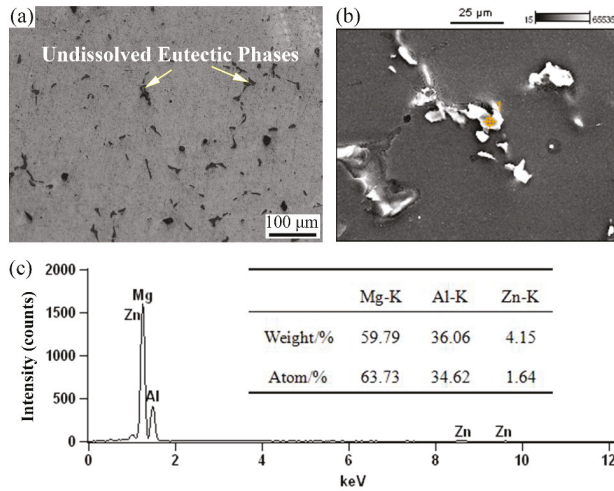 (a)
Undissolved Eutectic Phases
100 μm
(b)
25 μm
15
65535
1
(c)
Intensity (counts)
2000
1500
1000
500
0
Mg
Zn
Al
Zn
Zn
0
2
4
6
8
10
12
keV
Mg-K Al-K Zn-K
Weight/% 59.79 36.06 4.15
Atom/% 63.73 34.62 1.64